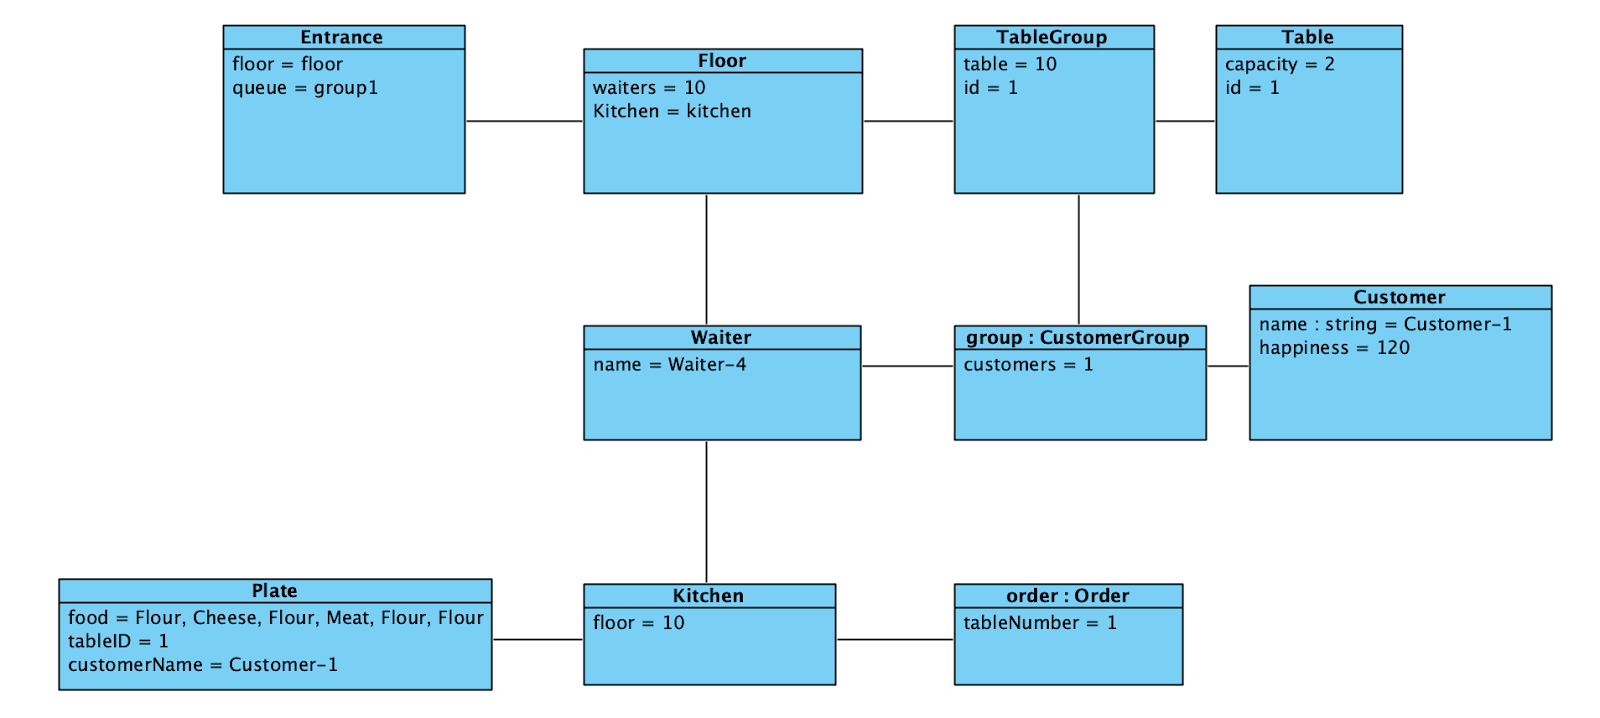 Entrance
floor = floor
queue = group1
Floor
waiters = 10
Kitchen = kitchen
TableGroup
table = 10
id = 1
Table
capacity = 2
id = 1
Waiter
name = Waiter-4
group : CustomerGroup
customers = 1
Customer
name : string = Customer-1
happiness = 120
Plate
food = Flour, Cheese, Flour, Meat, Flour, Flour
tableID = 1
customerName = Customer-1
Kitchen
floor = 10
order : Order
tableNumber = 1